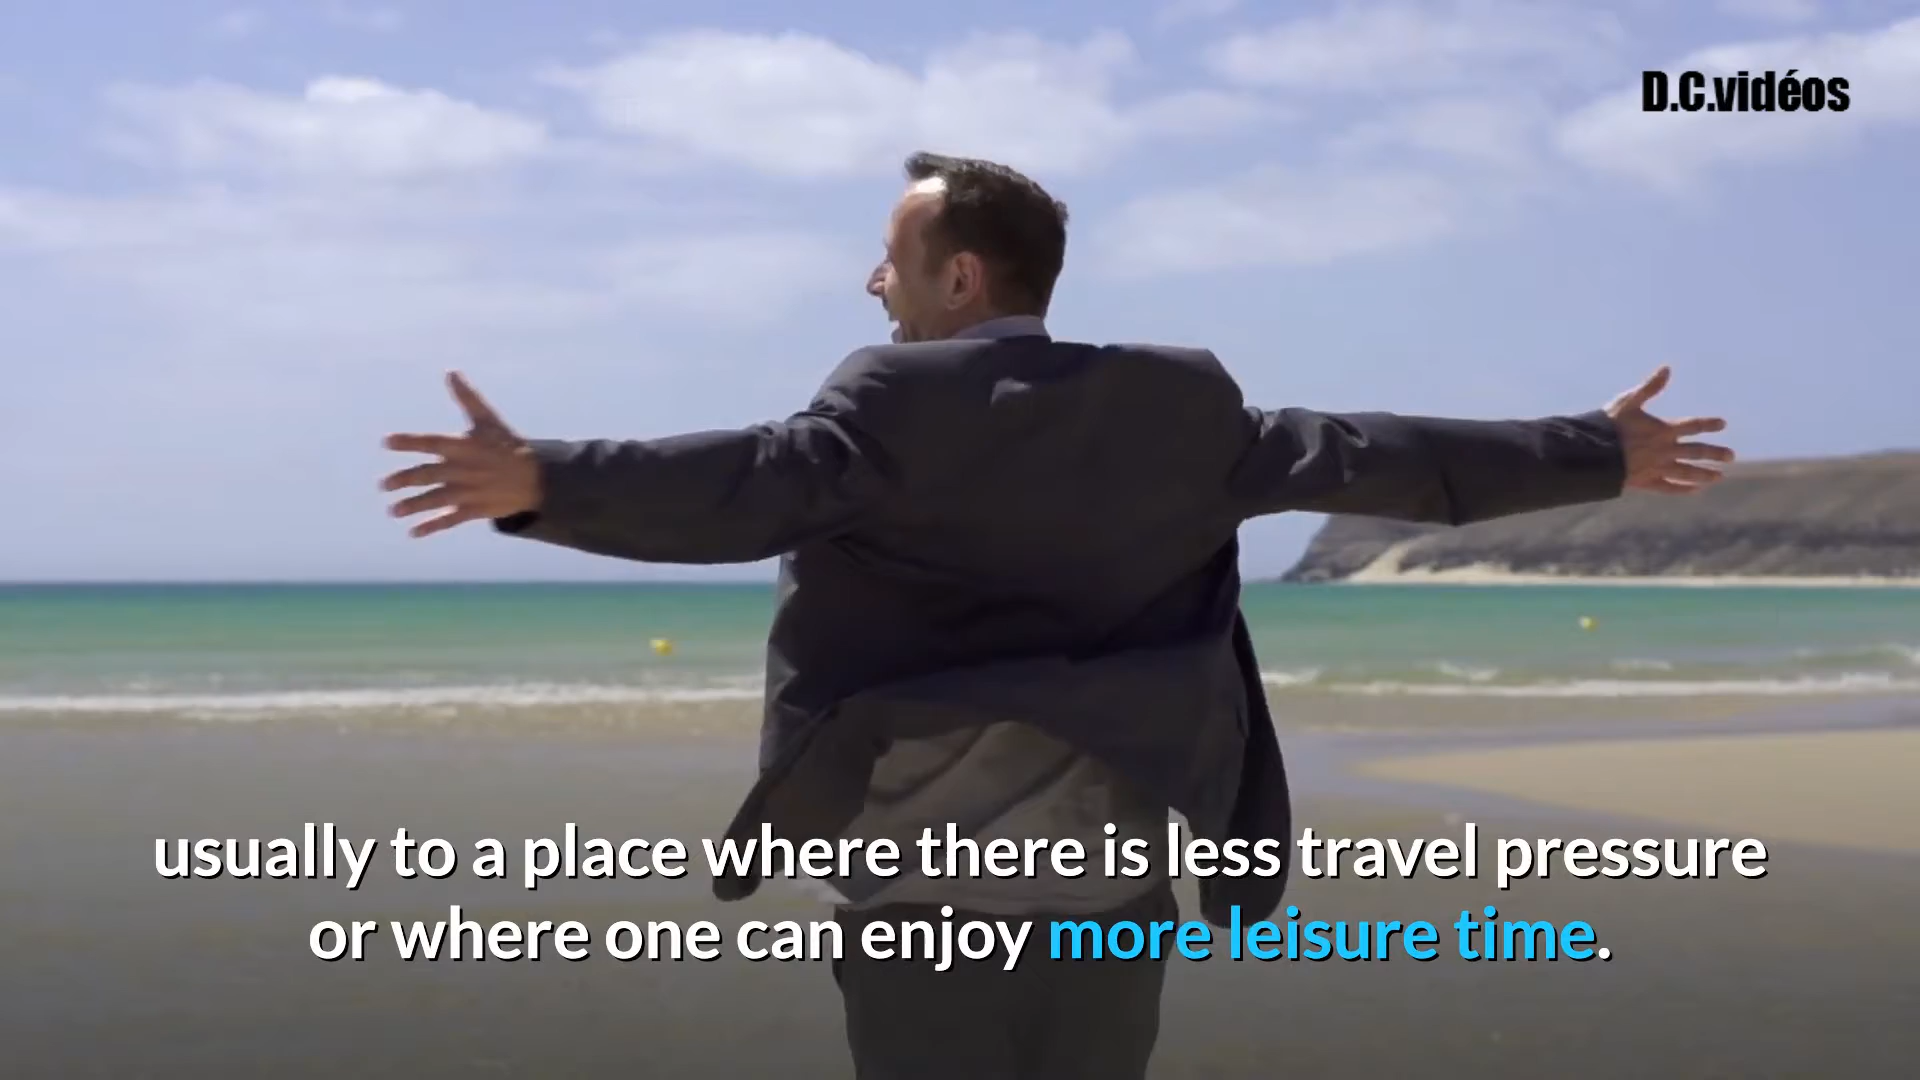 D.C.vidéos
usually to a place where there is less travel pressure
or where one can enjoy more leisure time.